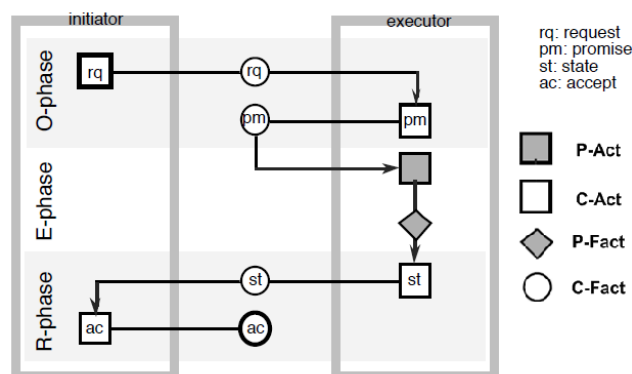 initiator
executor
rq: request
pm: promise
st: state
ac: accept
O-phase
rq
rq
pm
pm
E-phase
R-phase
st
st
ac
ac
P-Act
C-Act
P-Fact
C-Fact